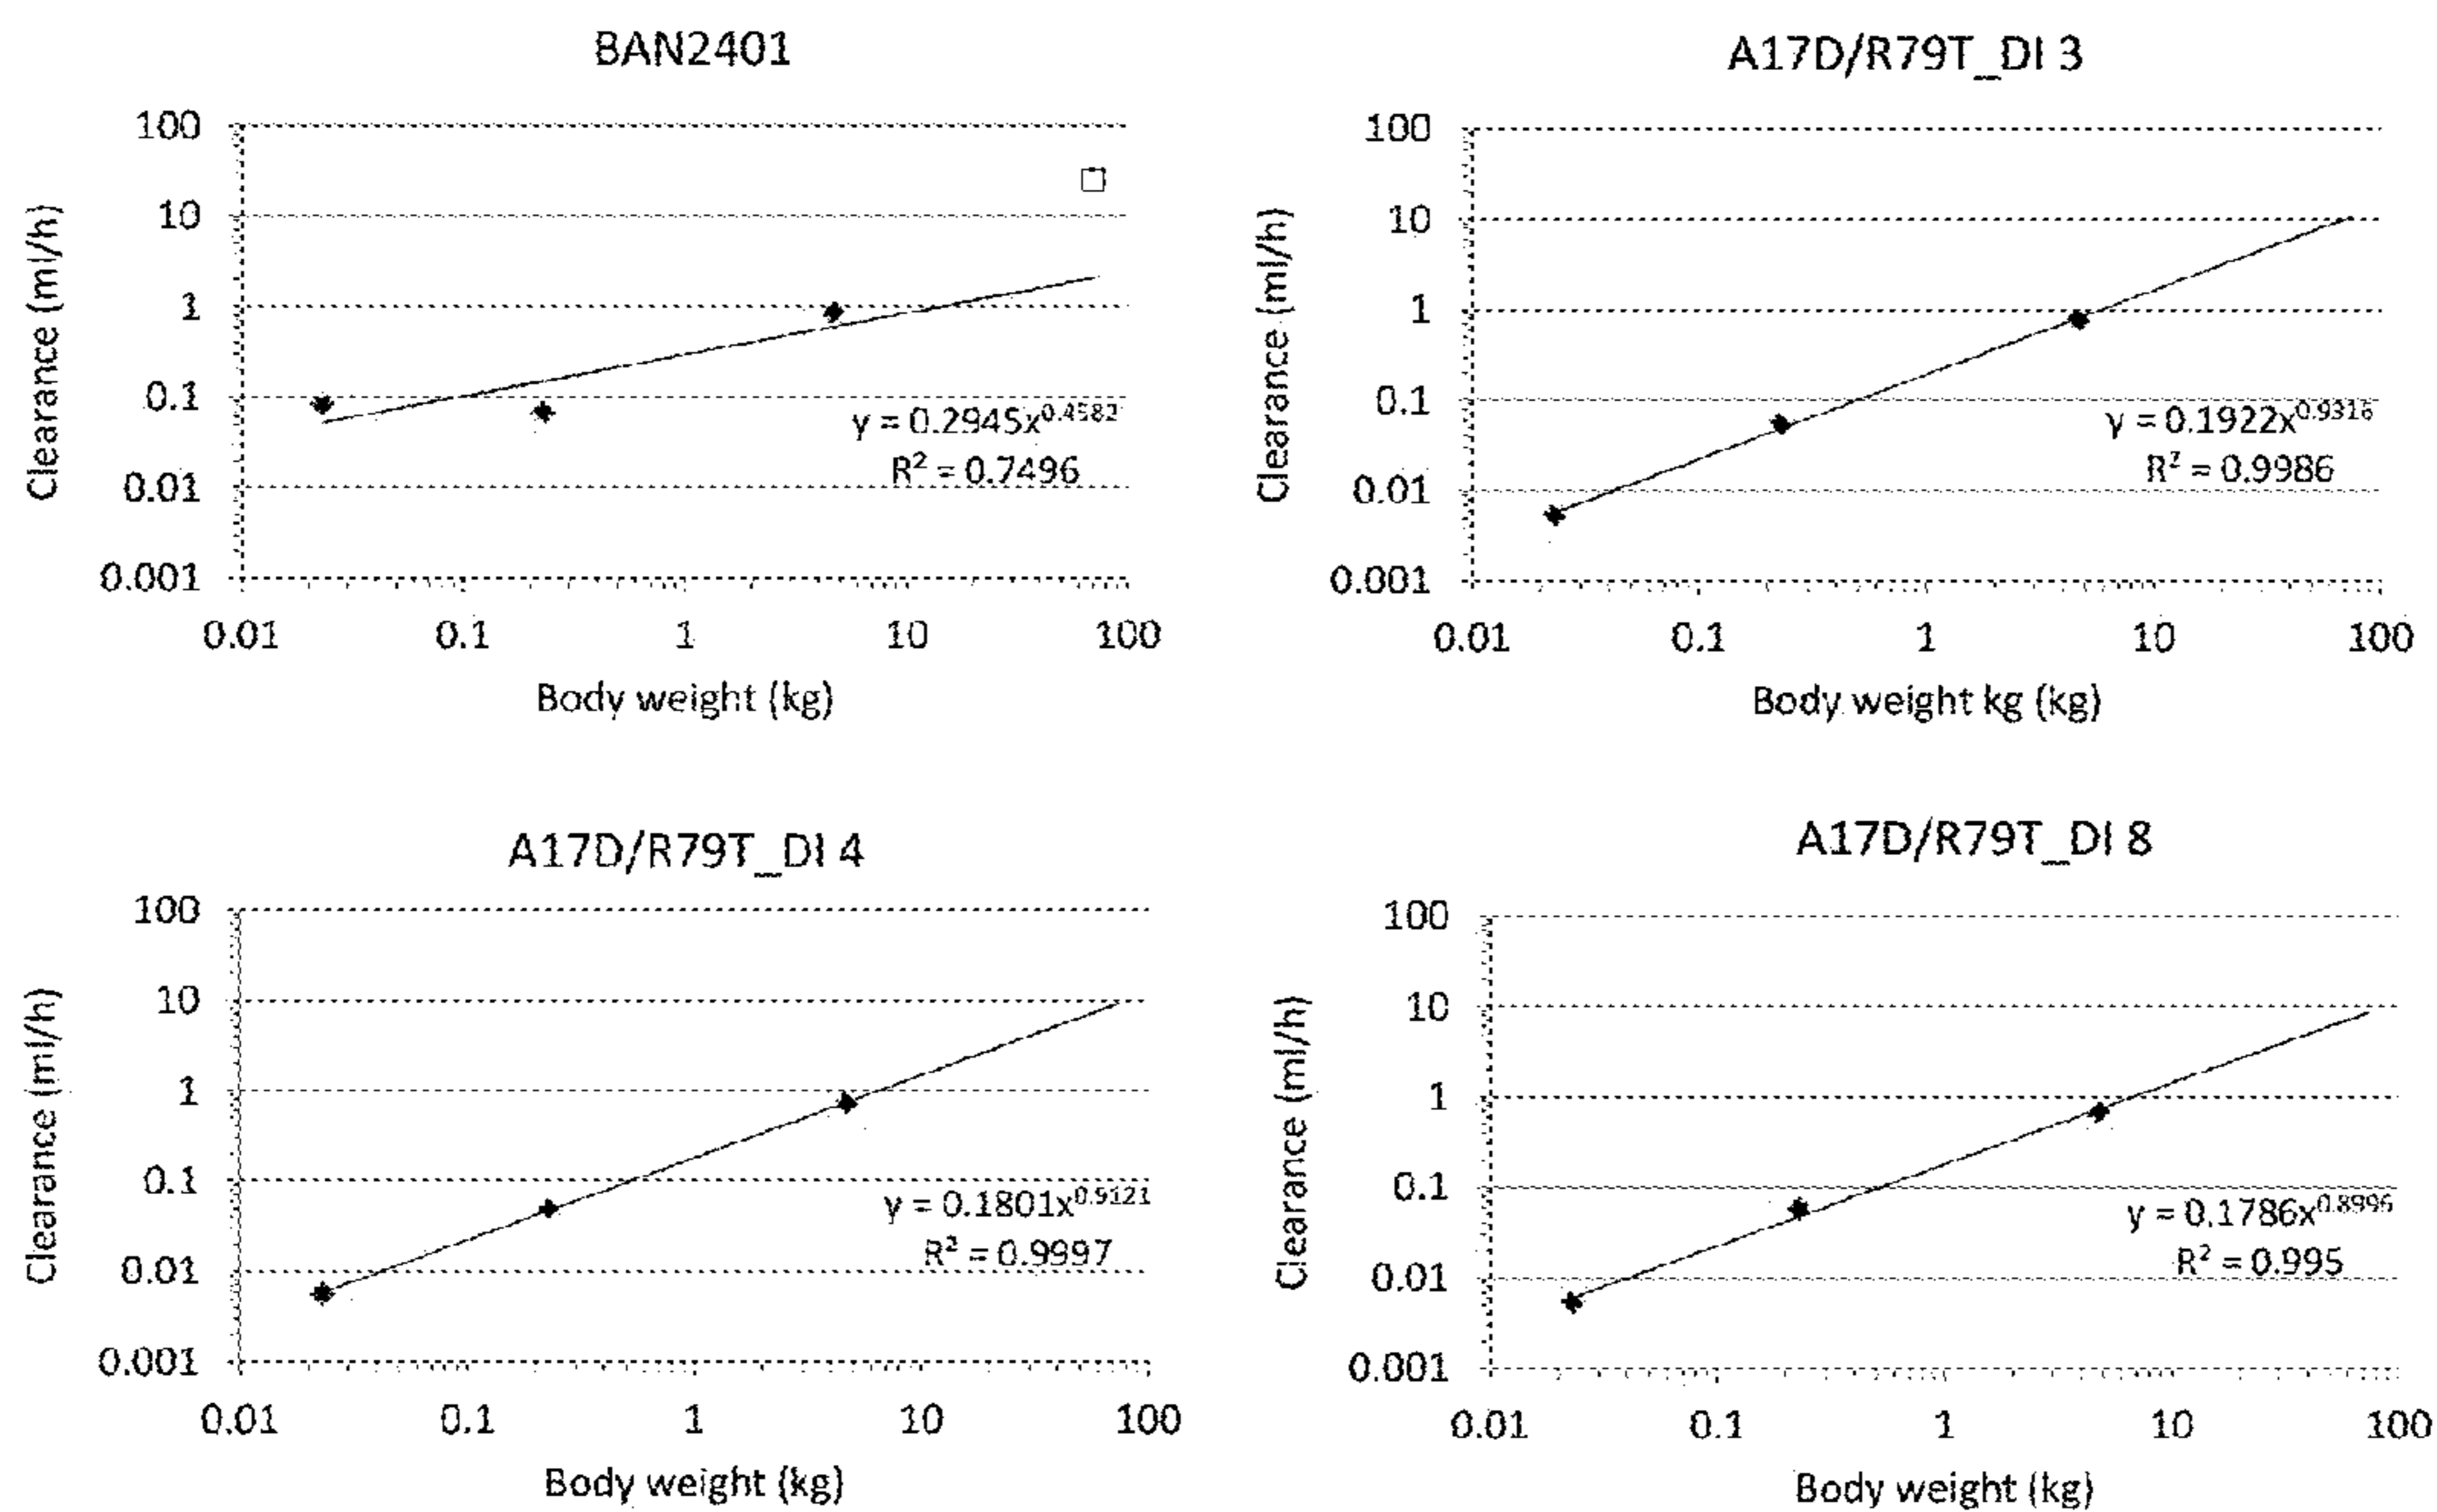 BAN2401
100
10
1
0.1
0.01
0.001
Clearance (ml/h)
y = 0.2945x^0.4582
R² = 0.7496
0.01 0.1 1 10 100
Body weight (kg)
A17D/R79T_DI 3
100
10
1
0.1
0.01
0.001
Clearance (ml/h)
y = 0.1922x^0.9316
R² = 0.9986
0.01 0.1 1 10 100
Body weight kg (kg)
A17D/R79T_DI 4
100
10
1
0.1
0.01
0.001
Clearance (ml/h)
y = 0.1801x^0.9121
R² = 0.9997
0.01 0.1 1 10 100
Body weight (kg)
A17D/R79T_DI 8
100
10
1
0.1
0.01
0.001
Clearance (ml/h)
y = 0.1786x^0.8996
R² = 0.995
0.01 0.1 1 10 100
Body weight (kg)